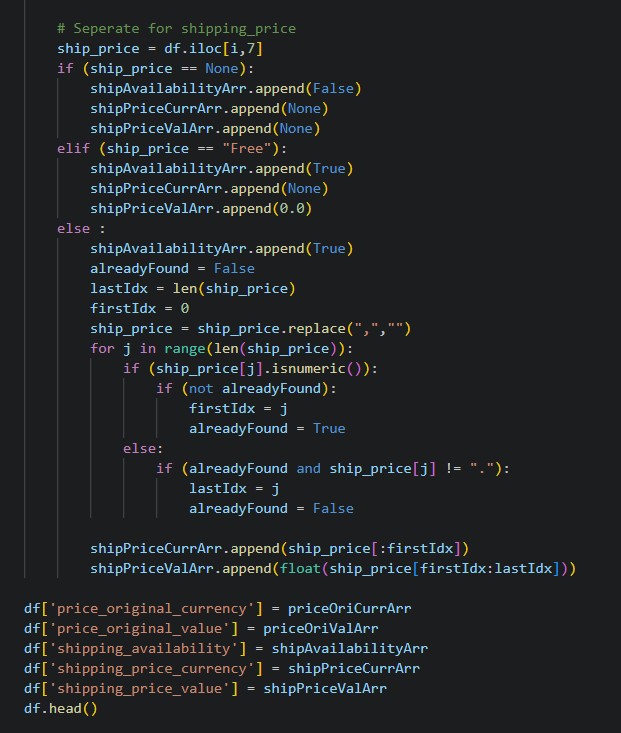 # Seperate for shipping_price
ship_price = df.iloc[i,7]
if (ship_price == None):
shipAvailabilityArr.append(False)
shipPriceCurrArr.append(None)
shipPriceValArr.append(None)
elif (ship_price == "Free"):
shipAvailabilityArr.append(True)
shipPriceCurrArr.append(None)
shipPriceValArr.append(0.0)
else :
shipAvailabilityArr.append(True)
alreadyFound = False
lastIdx = len(ship_price)
firstIdx = 0
ship_price = ship_price.replace(",","")
for j in range(len(ship_price)):
if (ship_price[j].isnumeric()):
if (not alreadyFound):
firstIdx = j
alreadyFound = True
else:
if (alreadyFound and ship_price[j] != "."):
lastIdx = j
alreadyFound = False
shipPriceCurrArr.append(ship_price[:firstIdx])
shipPriceValArr.append(float(ship_price[firstIdx:lastIdx]))
df['price_original_currency'] = priceOriCurrArr
df['price_original_value'] = priceOriValArr
df['shipping_availability'] = shipAvailabilityArr
df['shipping_price_currency'] = shipPriceCurrArr
df['shipping_price_value'] = shipPriceValArr
df.head()